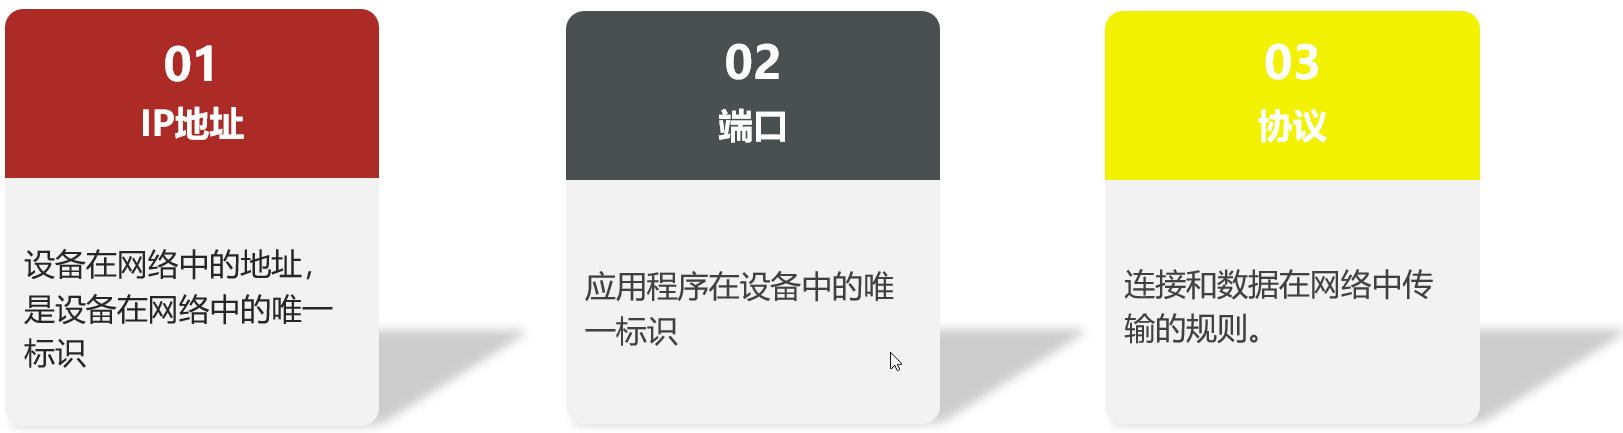 01
IP地址
设备在网络中的地址，
是设备在网络中的唯一
标识
02
端口
应用程序在设备中的唯
一标识
03
协议
连接和数据在网络中传
输的规则。